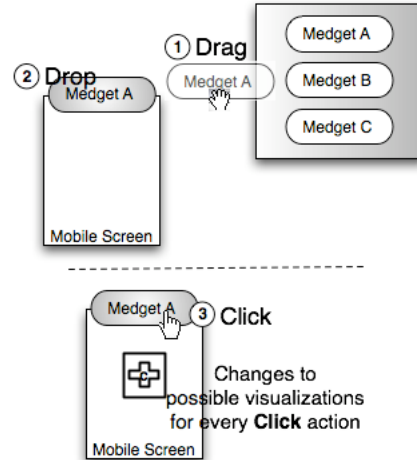 Medget A
1 Drag
Medget A
2 Drop
Medget A
Medget B
Medget C
Mobile Screen
Medget A
3 Click
C
Changes to
possible visualizations
for every Click action
Mobile Screen